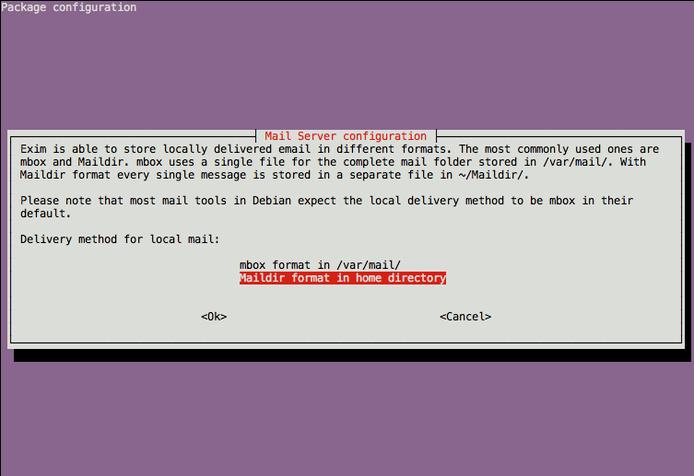 Package configuration
Mail Server configuration
Exim is able to store locally delivered email in different formats. The most commonly used ones are
mbox and Maildir. mbox uses a single file for the complete mail folder stored in /var/mail/. With
Maildir format every single message is stored in a separate file in ~/Maildir/.
Please note that most mail tools in Debian expect the local delivery method to be mbox in their
default.
Delivery method for local mail:
mbox format in /var/mail/
Maildir format in home directory
<Ok> <Cancel>